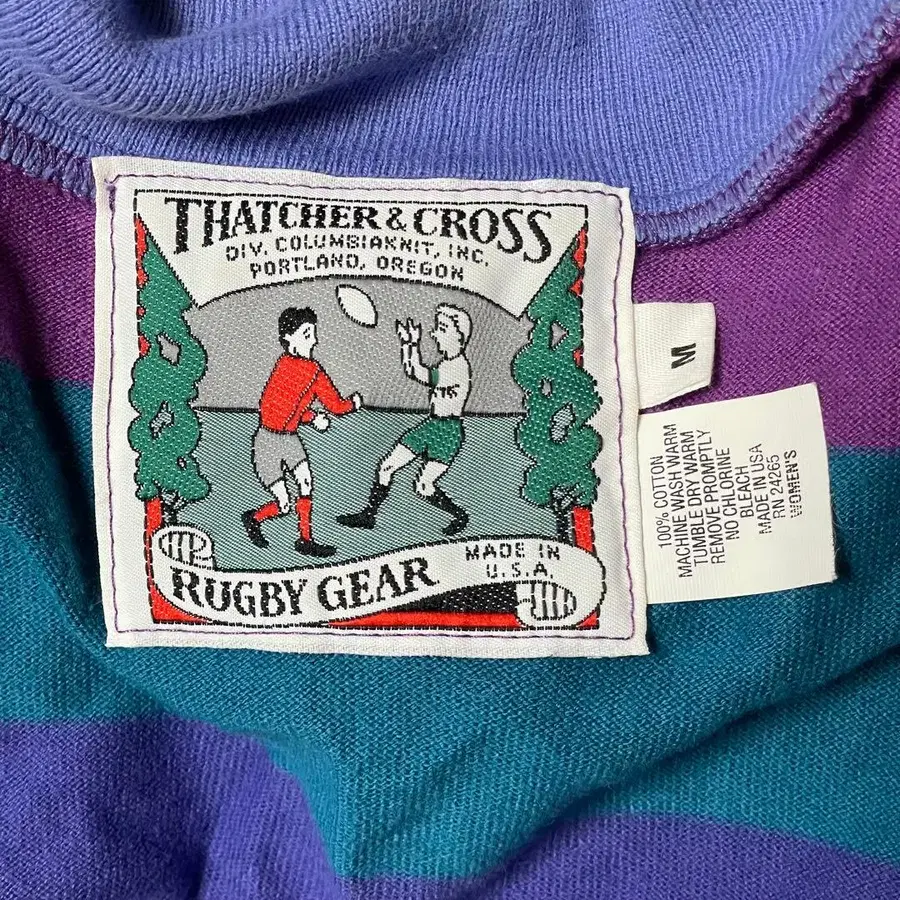 THATCHER & CROSS
DIV. COLUMBIAKNIT, INC.
PORTLAND, OREGON
RUGBY GEAR
MADE IN
U.S.A.
M
100% COTTON
MACHINE WASH WARM
TUMBLE DRY WARM
REMOVE PROMPTLY
N/O CHLORINE
BLEACH
MADE IN USA
RN 24265
WOMEN'S